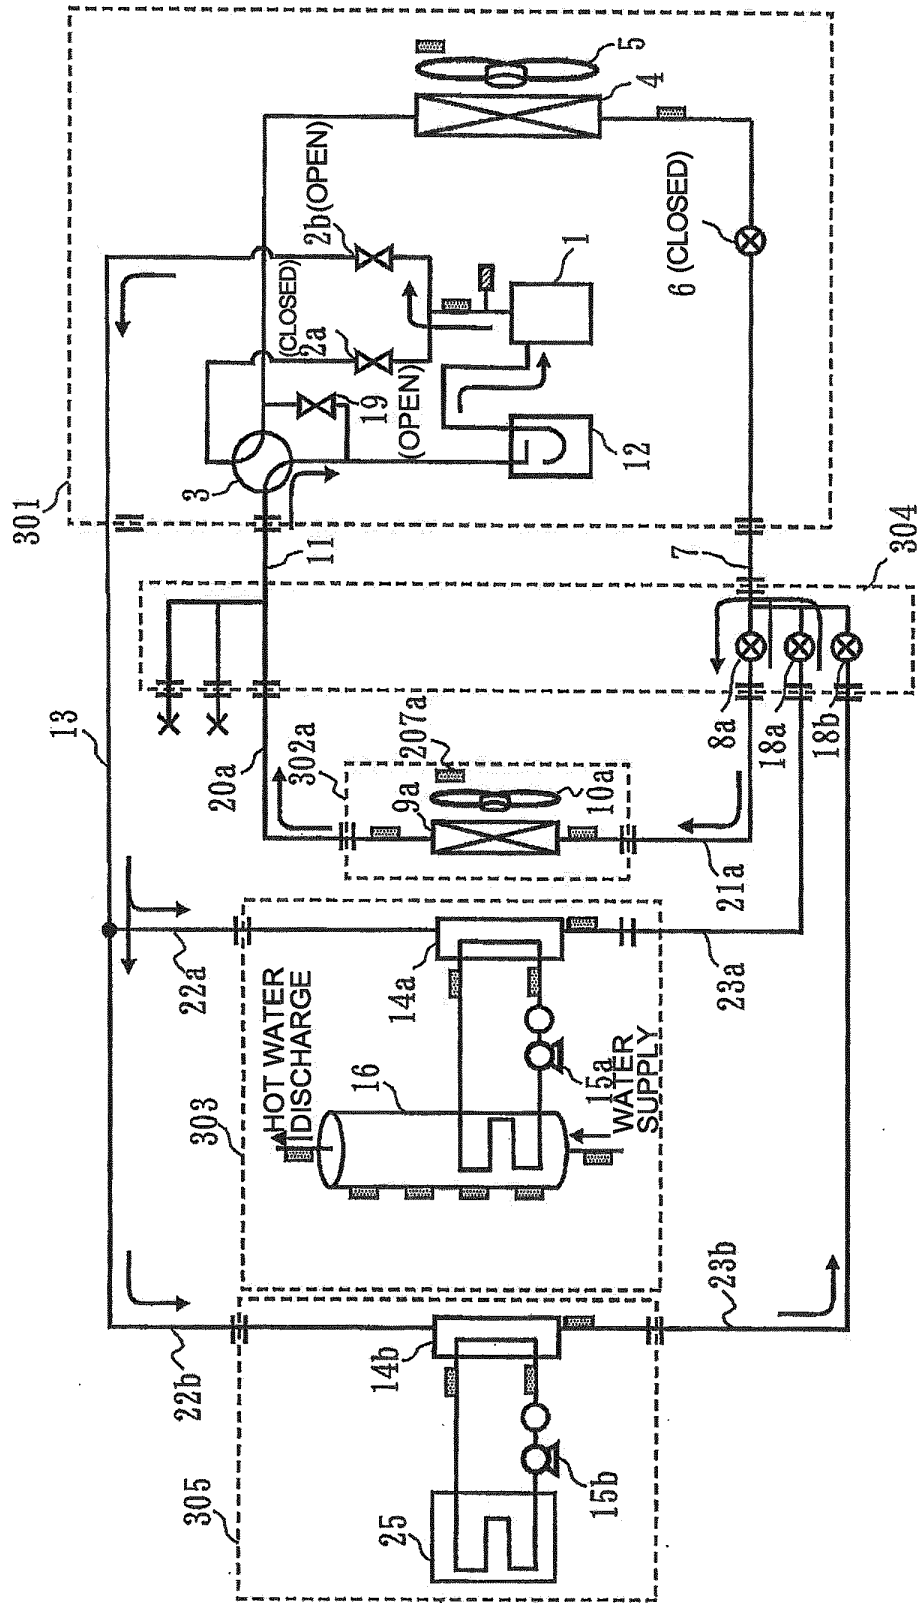 301
13
3
(CLOSED)
2a
2b (OPEN)
19
(OPEN)
5
4
1
12
6 (CLOSED)
11
7
304
20a
302a
207a
9a
10a
8a
18a
18b
21a
22a
303
HOT WATER
DISCHARGE
16
14a
15a
WATER
SUPPLY
23a
22b
305
14b
25
15b
23b